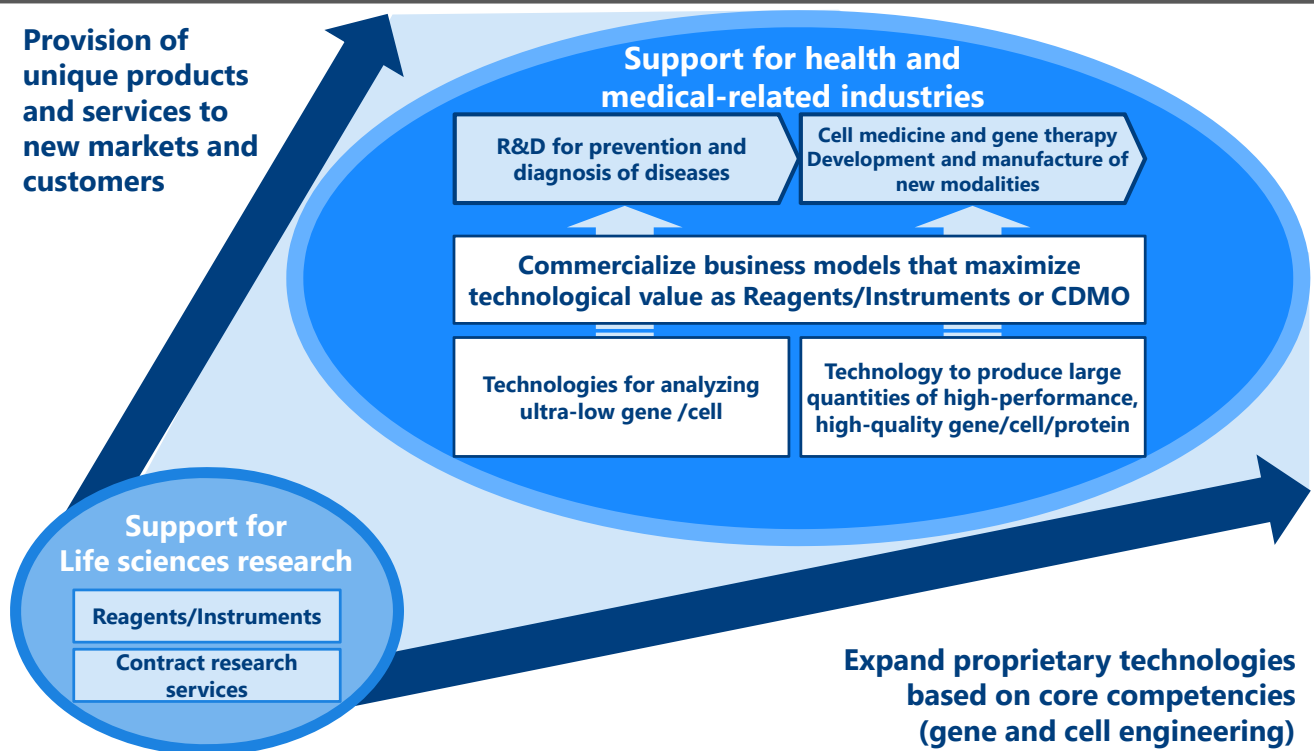 Provision of
unique products
and services to
new markets and
customers
Support for health and
medical-related industries
R&D for prevention and
diagnosis of diseases
Cell medicine and gene therapy
Development and manufacture of
new modalities
Commercialize business models that maximize
technological value as Reagents/Instruments or CDMO
Technologies for analyzing
ultra-low gene /cell
Technology to produce large
quantities of high-performance,
high-quality gene/cell/protein
Support for
Life sciences research
Reagents/Instruments
Contract research
services
Expand proprietary technologies
based on core competencies
(gene and cell engineering)